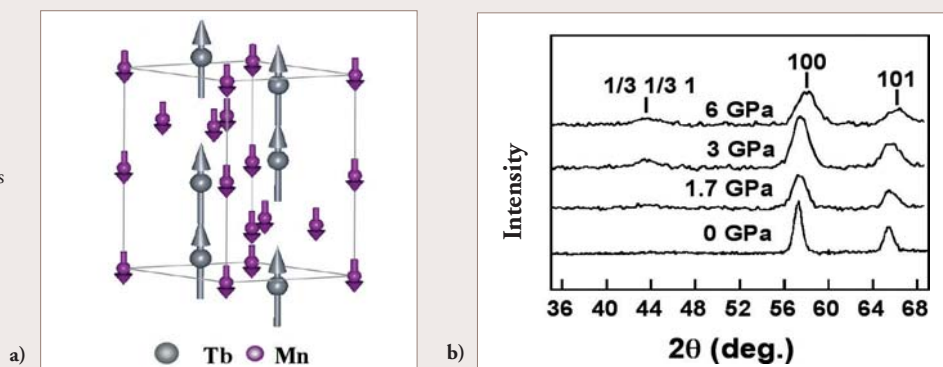 s
a)
Tb Mn
b)
Intensity
1/3 1/3 1
100
101
6 GPa
3 GPa
1.7 GPa
0 GPa
36 40 44 48 52 56 60 64 68
2θ (deg.)